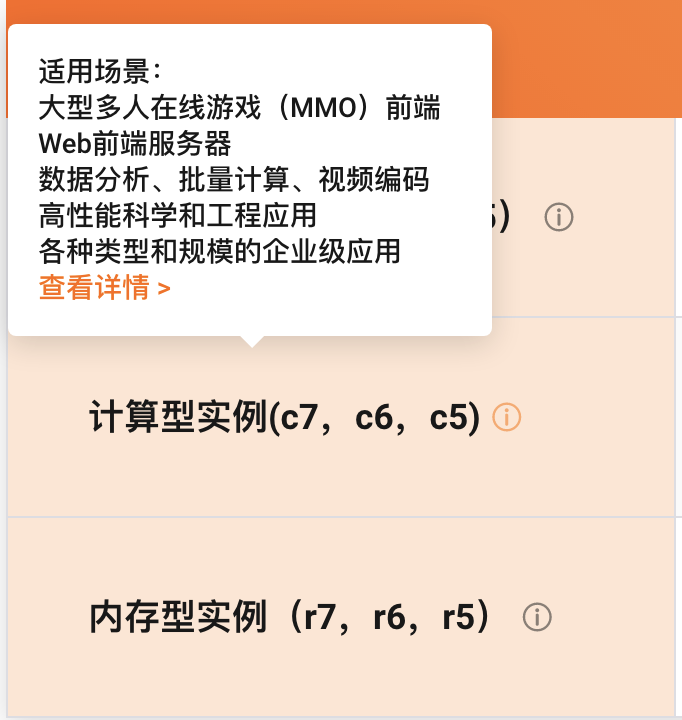 适用场景：
大型多人在线游戏（MMO）前端
Web前端服务器
数据分析、批量计算、视频编码
高性能科学和工程应用
各种类型和规模的企业级应用
查看详情 >
计算型实例(c7，c6，c5)
内存型实例（r7，r6，r5）